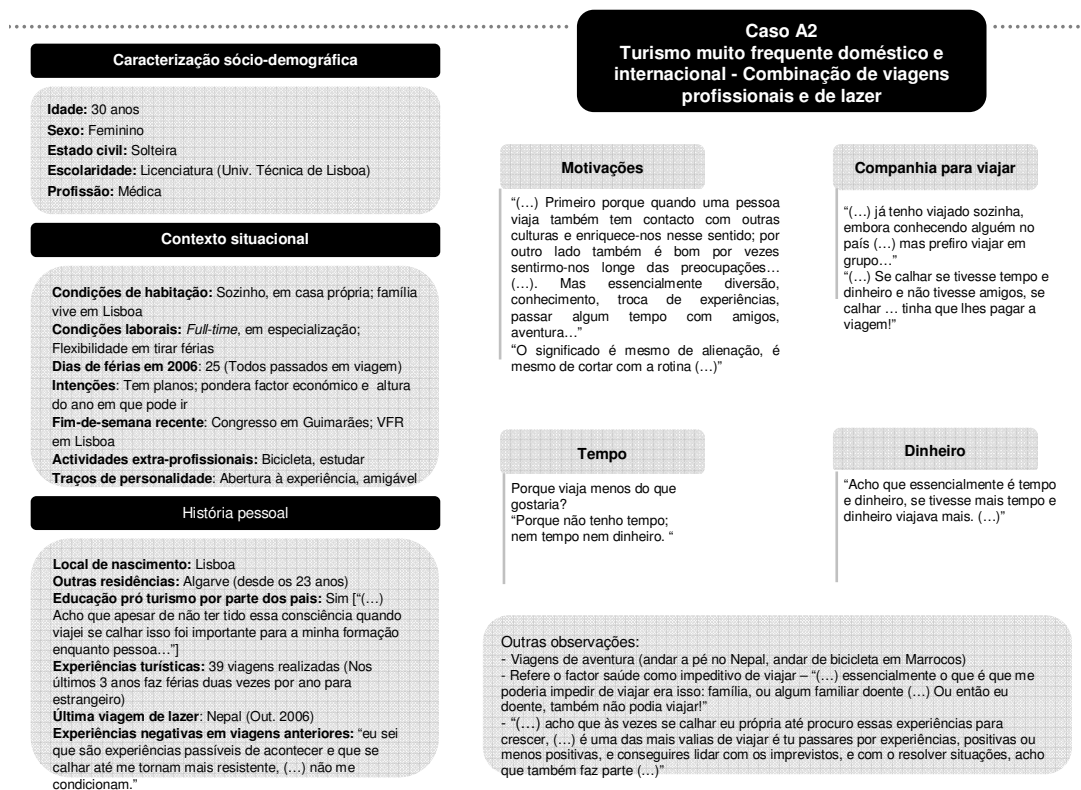 Caso A2
Turismo muito frequente doméstico e
internacional - Combinação de viagens
profissionais e de lazer
Caracterização sócio-demográfica
Idade: 30 anos
Sexo: Feminino
Estado civil: Solteira
Escolaridade: Licenciatura (Univ. Técnica de Lisboa)
Profissão: Médica
Contexto situacional
Condições de habitação: Sozinho, em casa própria; família
vive em Lisboa
Condições laborais: Full-time, em especialização;
Flexibilidade em tirar férias
Dias de férias em 2006: 25 (Todos passados em viagem)
Intenções: Tem planos; pondera factor económico e altura
do ano em que pode ir
Fim-de-semana recente: Congresso em Guimarães; VFR
em Lisboa
Actividades extra-profissionais: Bicicleta, estudar
Traços de personalidade: Abertura à experiência, amigável
História pessoal
Local de nascimento: Lisboa
Outras residências: Algarve (desde os 23 anos)
Educação pró turismo por parte dos pais: Sim [“(…)
Acho que apesar de não ter tido essa consciência quando
viajei se calhar isso foi importante para a minha formação
enquanto pessoa…”]
Experiências turísticas: 39 viagens realizadas (Nos
últimos 3 anos faz férias duas vezes por ano para
estrangeiro)
Última viagem de lazer: Nepal (Out. 2006)
Experiências negativas em viagens anteriores: “eu sei
que são experiências passíveis de acontecer e que se
calhar até me tornam mais resistente, (…) não me
condicionam.”
Motivações
“(…) Primeiro porque quando uma pessoa
viaja também tem contacto com outras
culturas e enriquece-nos nesse sentido; por
outro lado também é bom por vezes
sentirmo-nos longe das preocupações…
(…). Mas essencialmente diversão,
conhecimento, troca de experiências,
passar algum tempo com amigos,
aventura…”
“O significado é mesmo de alienação, é
mesmo de cortar com a rotina (…)”
Companhia para viajar
“(…) já tenho viajado sozinha,
embora conhecendo alguém no
país (…) mas prefiro viajar em
grupo…”
“(…) Se calhar se tivesse tempo e
dinheiro e não tivesse amigos, se
calhar … tinha que lhes pagar a
viagem!”
Tempo
Porque viaja menos do que
gostaria?
“Porque não tenho tempo;
nem tempo nem dinheiro. “
Dinheiro
“Acho que essencialmente é tempo
e dinheiro, se tivesse mais tempo e
dinheiro viajava mais. (…)”
Outras observações:
- Viagens de aventura (andar a pé no Nepal, andar de bicicleta em Marrocos)
- Refere o factor saúde como impeditivo de viajar – “(…) essencialmente o que é que me
poderia impedir de viajar era isso: família, ou algum familiar doente (…) Ou então eu
doente, também não podia viajar!”
- “(…) acho que às vezes se calhar eu própria até procuro essas experiências para
crescer, (…) é uma das mais valias de viajar é tu passares por experiências, positivas ou
menos positivas, e conseguires lidar com os imprevistos, e com o resolver situações, acho
que também faz parte (…)”